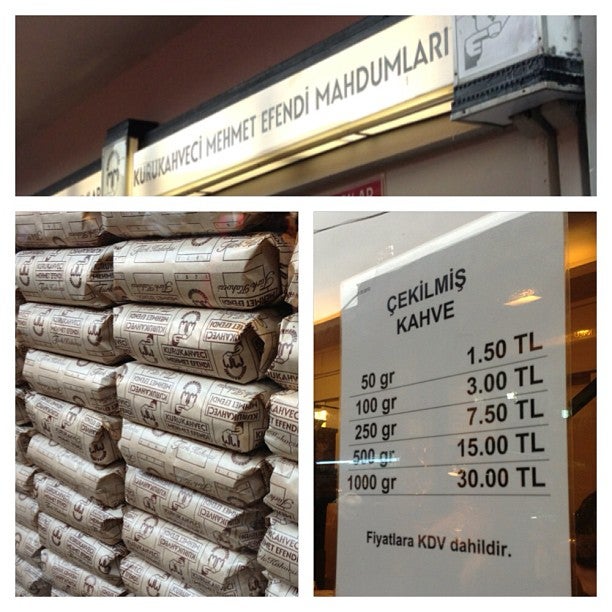 KURUKAHVECİ MEHMET EFENDİ MAHDUMLARI
KURUKAHVECİ
MEHMET EFENDİ
ÇEKİLMİŞ
KAHVE
50 gr 1.50 TL
100 gr 3.00 TL
250 gr 7.50 TL
500 gr 15.00 TL
1000 gr 30.00 TL
Fiyatlara KDV dahildir.